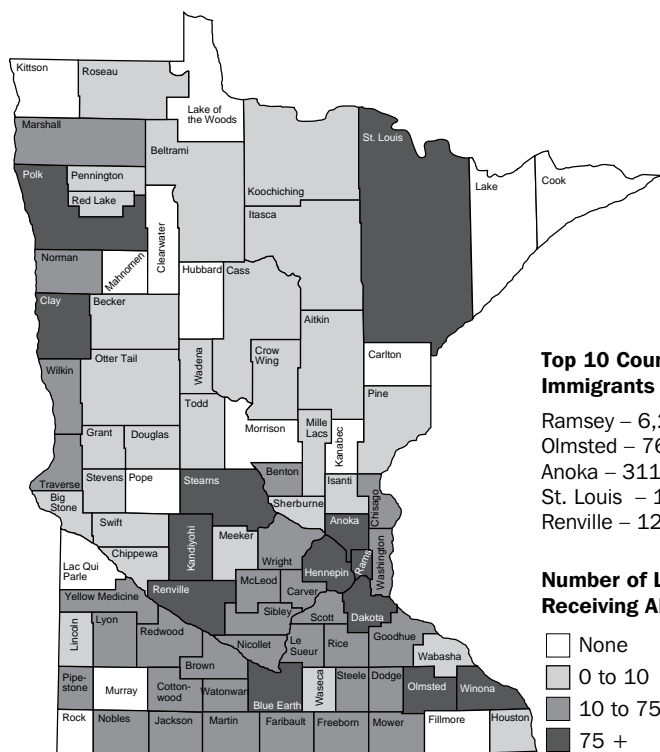 Kittson
Roseau
Lake of
the Woods
Marshall
Beltrami
St. Louis
Polk
Pennington
Red Lake
Koochiching
Lake
Cook
Clearwater
Itasca
Norman
Mahnomen
Hubbard
Cass
Clay
Becker
Aitkin
Wilkin
Otter Tail
Wadena
Crow
Wing
Carlton
Pine
Todd
Morrison
Mille
Lacs
Kanabec
Grant
Douglas
Traverse
Stevens
Pope
Stearns
Benton
Isanti
Chisago
Big
Stone
Swift
Kandiyohi
Sherburne
Anoka
Meeker
Chippewa
Wright
Hennepin
Rams
Washington
Lac Qui
Parle
Renville
McLeod
Carver
Yellow Medicine
Sibley
Scott
Dakota
Lincoln
Lyon
Redwood
Nicollet
Le
Sueur
Rice
Goodhue
Wabasha
Brown
Pipe-
stone
Murray
Cotton-
wood
Watonwan
Blue Earth
Waseca
Steele
Dodge
Olmsted
Winona
Rock
Nobles
Jackson
Martin
Faribault
Freeborn
Mower
Fillmore
Houston
Top 10 Coun
Immigrants
Ramsey – 6,2
Olmsted – 76
Anoka – 311
St. Louis – 1
Renville – 12
Number of L
Receiving A
None
0 to 10
10 to 75
75 +